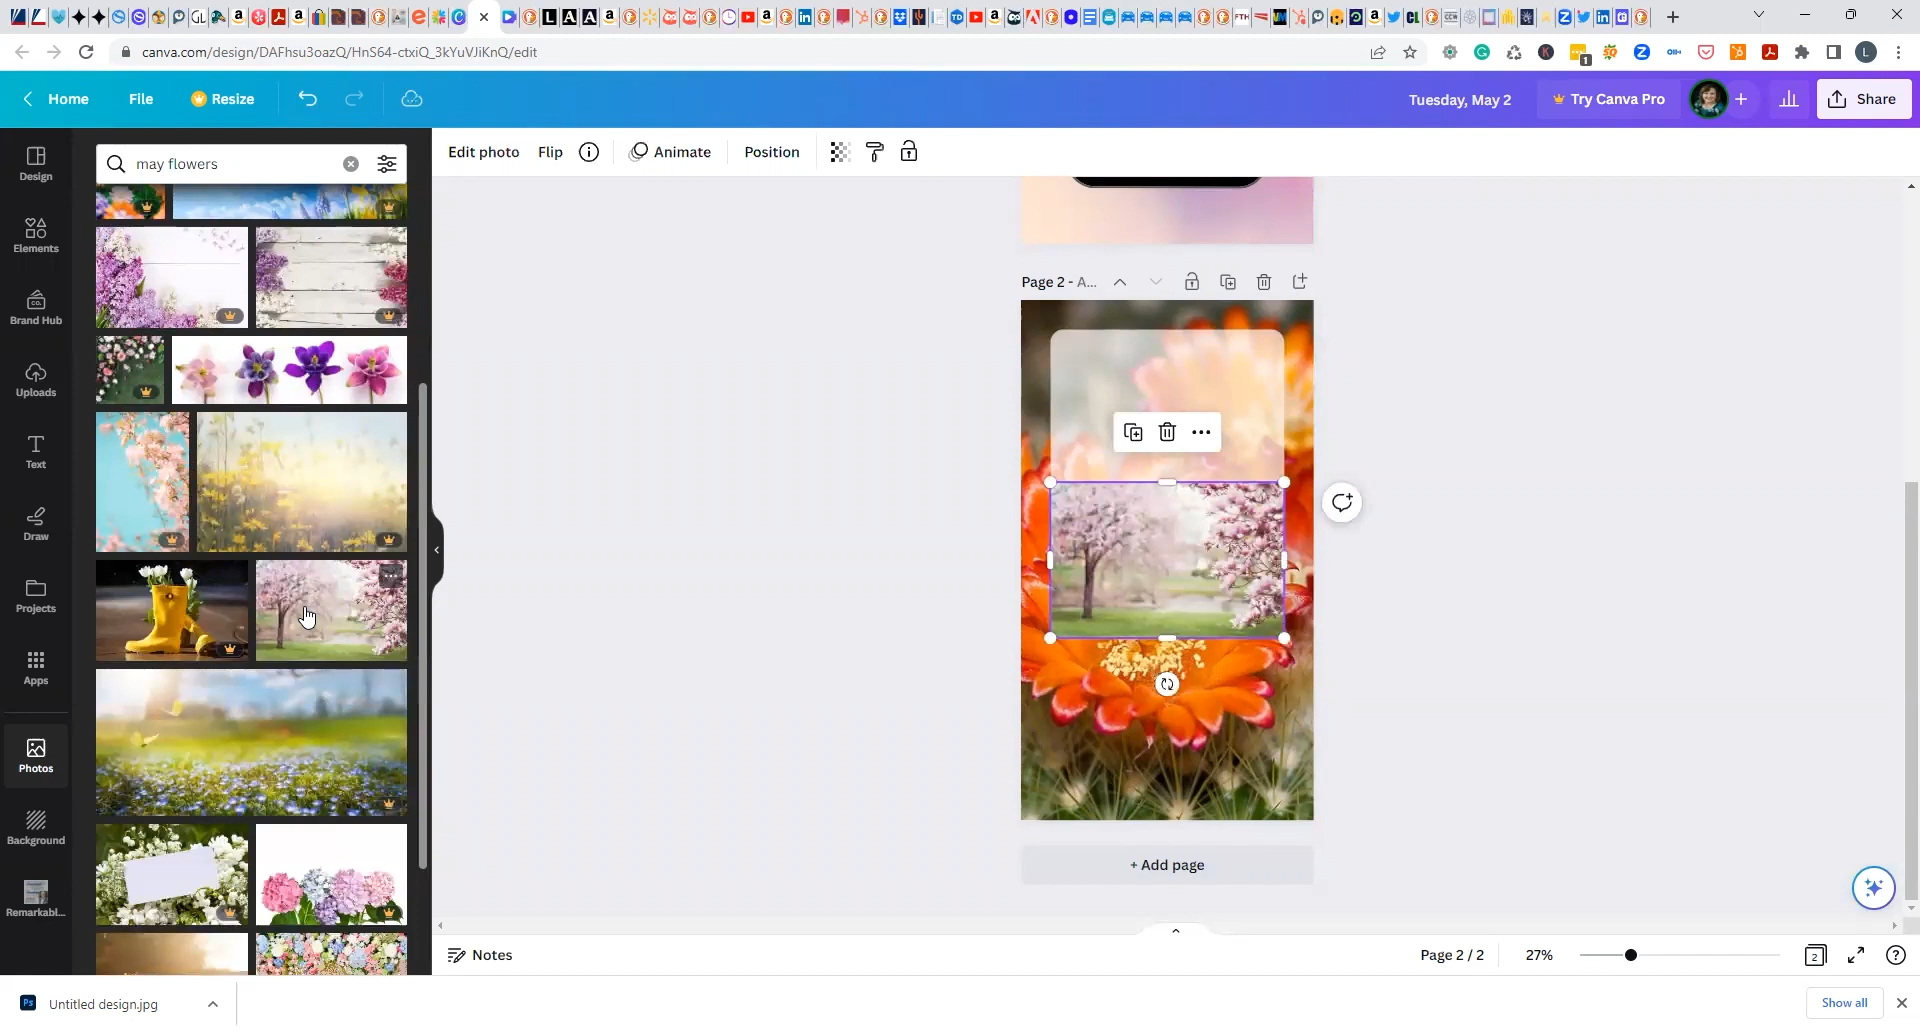 canva.com/design/DAFhsu3oazQ/HnS64-ctxiQ_3kYuVJiKnQ/edit
Home
File
Resize
Tuesday, May 2
Try Canva Pro
Share
Design
Elements
Brand Hub
Uploads
Text
Draw
Projects
Apps
Photos
Background
Remarkabl...
may flowers
Edit photo
Flip
Animate
Position
Page 2 - A...
+ Add page
Notes
Page 2 / 2
27%
2
Untitled design.jpg
Show all